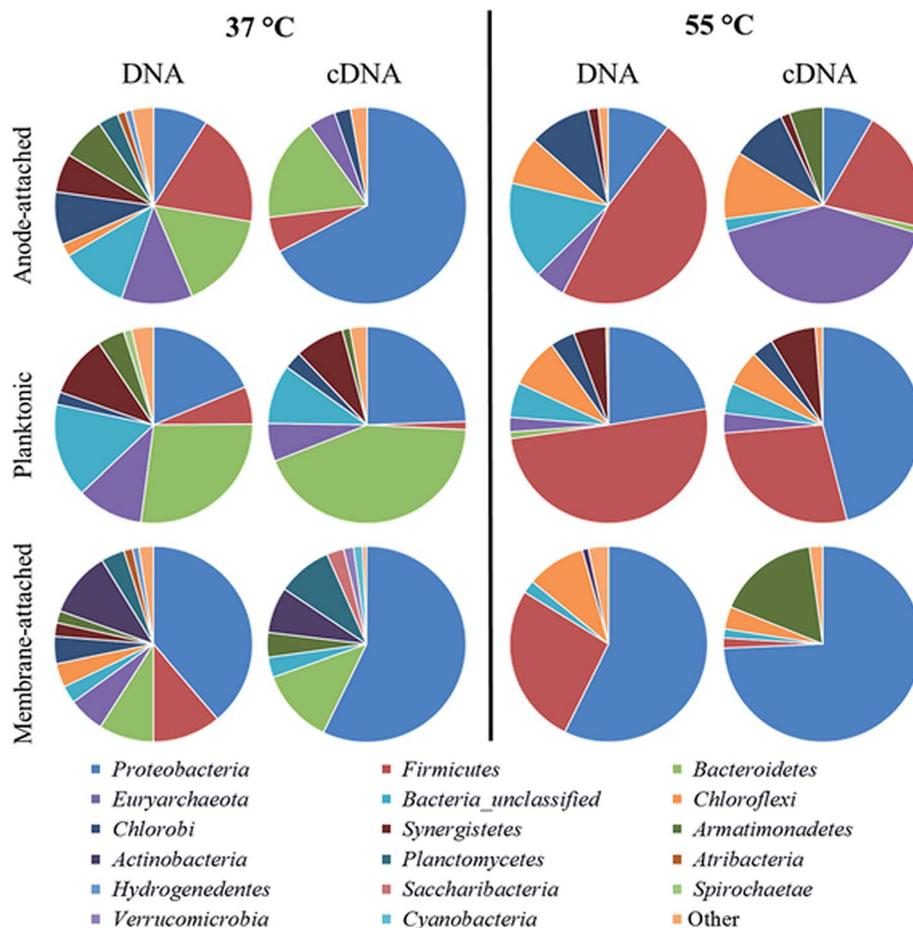 37 °C 55 °C
DNA cDNA DNA cDNA
Anode-attached
Planktonic
Membrane-attached
Proteobacteria Firmicutes Bacteroidetes
Euryarchaeota Bacteria_unclassified Chloroflexi
Chlorobi Synergistetes Armatimonadetes
Actinobacteria Planctomycetes Atribacteria
Hydrogenedentes Saccharibacteria Spirochaetae
Verrucomicrobia Cyanobacteria Other